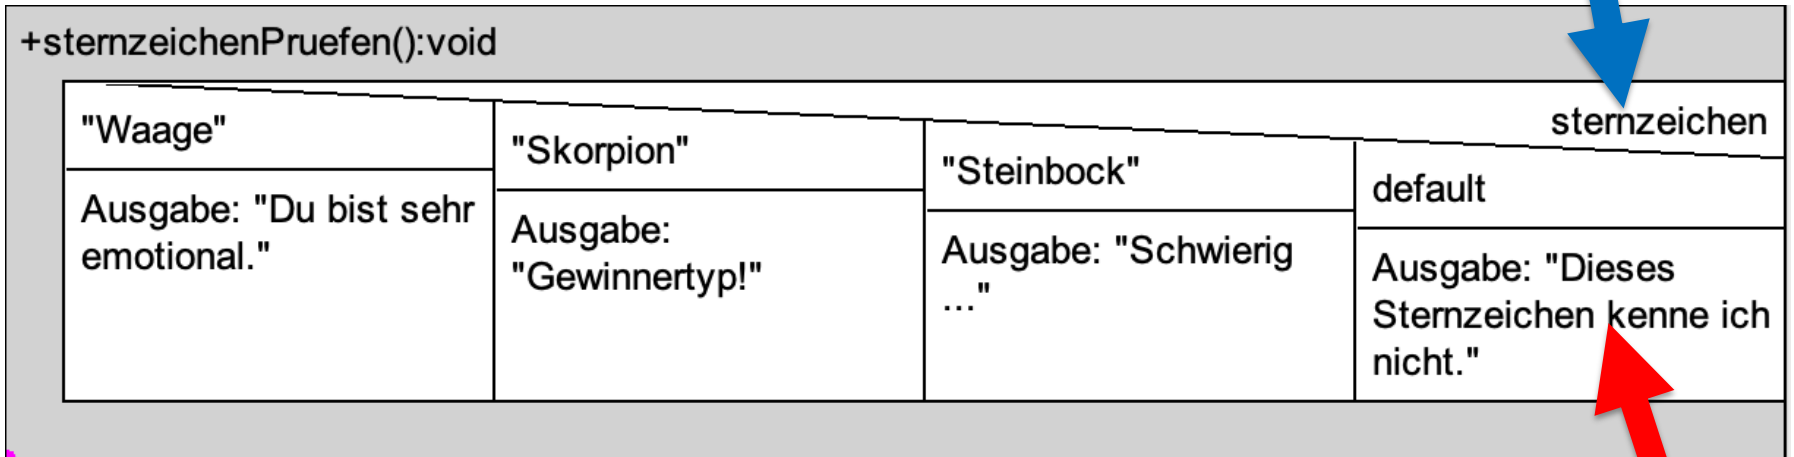 +sternzeichenPruefen():void
sternzeichen
"Waage"
Ausgabe: "Du bist sehr
emotional."
"Skorpion"
Ausgabe:
"Gewinnertyp!"
"Steinbock"
Ausgabe: "Schwierig
..."
default
Ausgabe: "Dieses
Sternzeichen kenne ich
nicht."